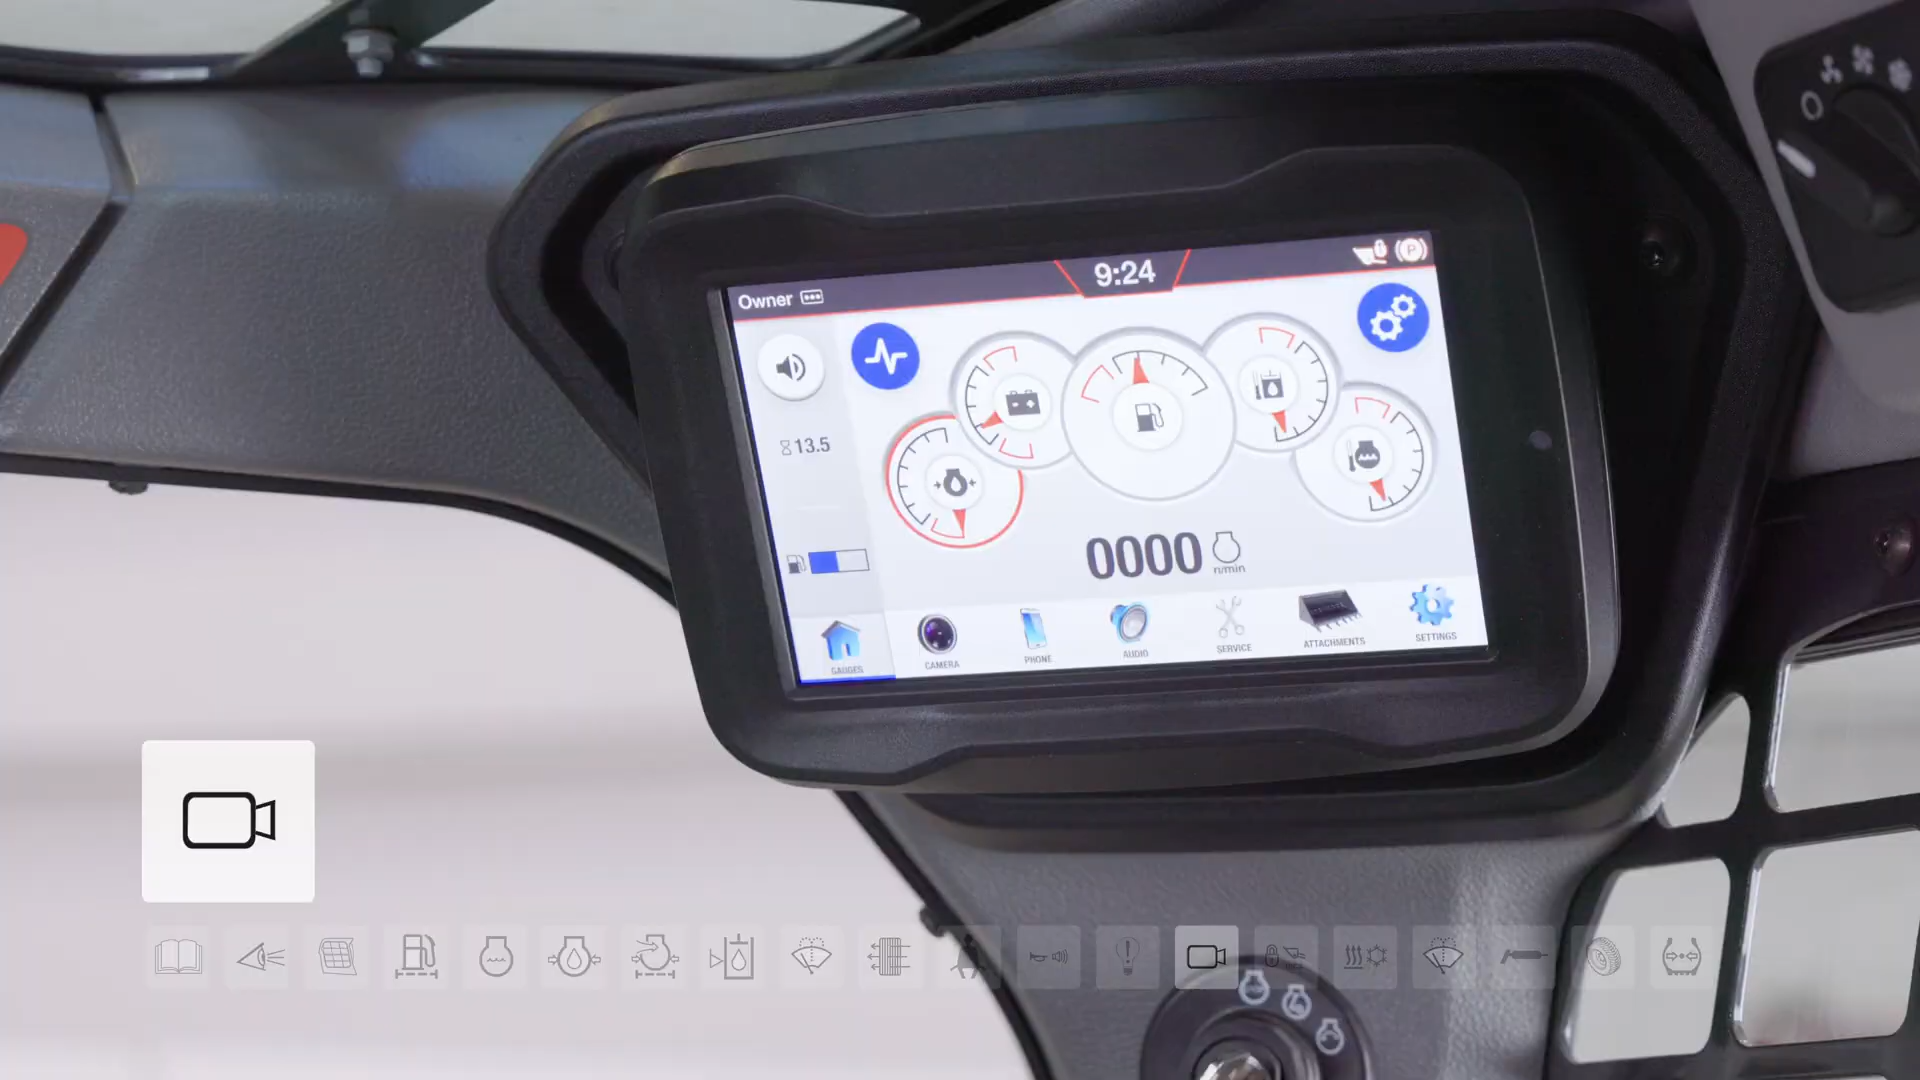 9:24
Owner
13.5
0000
n/min
GAUGES
CAMERA
PHONE
AUDIO
SERVICE
ATTACHMENTS
SETTINGS
P